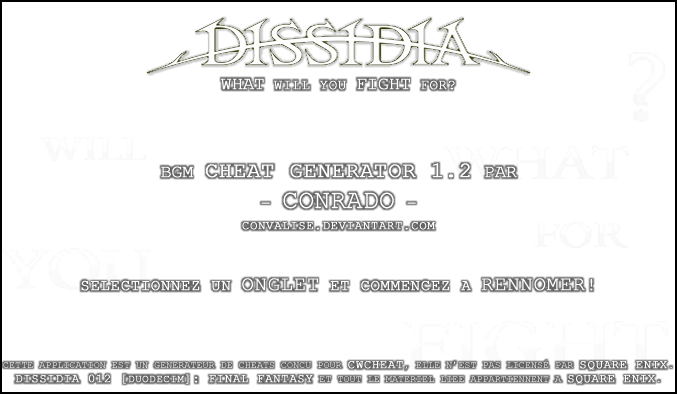 DISSIDIA
WHAT WILL YOU FIGHT FOR?
?
WILL
WHAT
BGM CHEAT GENERATOR 1.2 PAR
- CONRADO -
CONVALISE.DEVIANTART.COM
FOR
YOU
SELECTIONNEZ UN ONGLET ET COMMENCEZ A RENNOMER!
FIGHT
CETTE APPLICATION EST UN GENERATEUR DE CHEATS CONCU POUR CWCHEAT, ELLE N'EST PAS LICENSÉ PAR SQUARE ENIX.
DISSIDIA 012 [DUODECIM]: FINAL FANTASY ET TOUT LE MATERIEL DIEE APPARTIENNENT A SQUARE ENIX.